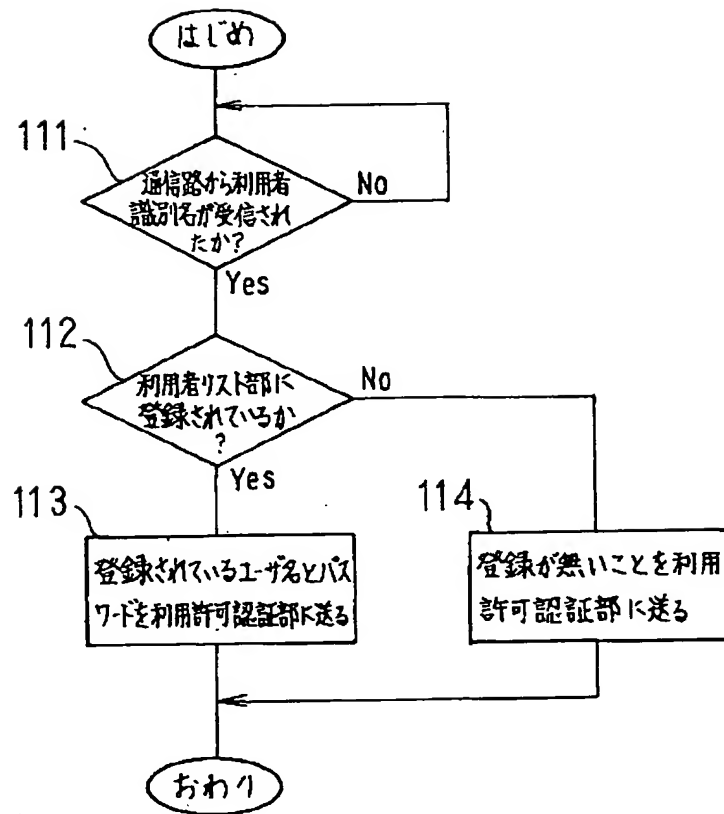 はじめ
111
通信路から利用者
識別名が受信され
たか?
No
Yes
112
利用者リスト部に
登録されているか
?
No
Yes
113
登録されているユーザ名とパス
ワードを利用許可認証部に送る
114
登録が無いことを利用
許可認証部に送る
おわり